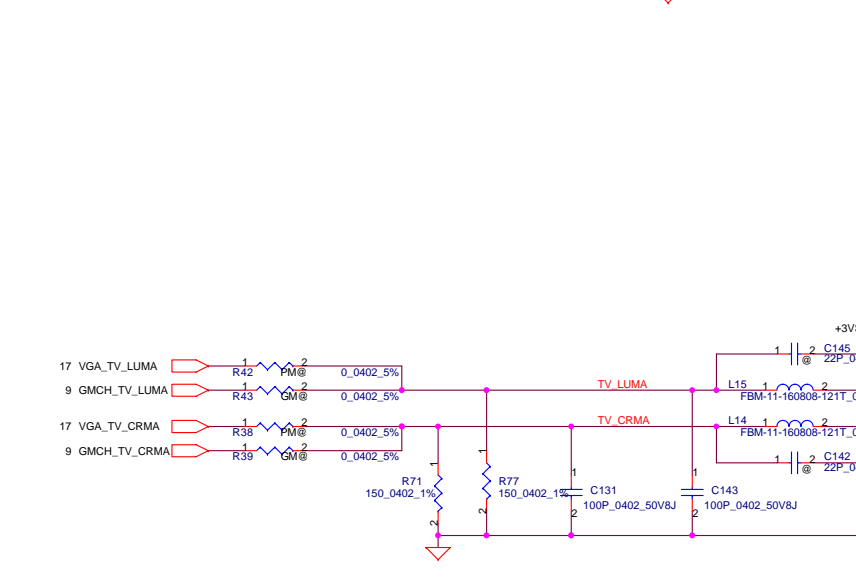 +3VS
17 VGA_TV_LUMA
1 2
R42 PM@ 0_0402_5%
9 GMCH_TV_LUMA
1 2
R43 GM@ 0_0402_5%
17 VGA_TV_CRMA
1 2
R38 PM@ 0_0402_5%
9 GMCH_TV_CRMA
1 2
R39 GM@ 0_0402_5%
TV_LUMA
TV_CRMA
1 2 C145
@ 22P_0
L15 1 2
FBM-11-160808-121T_0
L14 1 2
FBM-11-160808-121T_0
1 2 C142
@ 22P_0
1
R71
150_0402_1%
2
1
R77
150_0402_1%
2
1
C131
100P_0402_50V8J
2
1
C143
100P_0402_50V8J
2